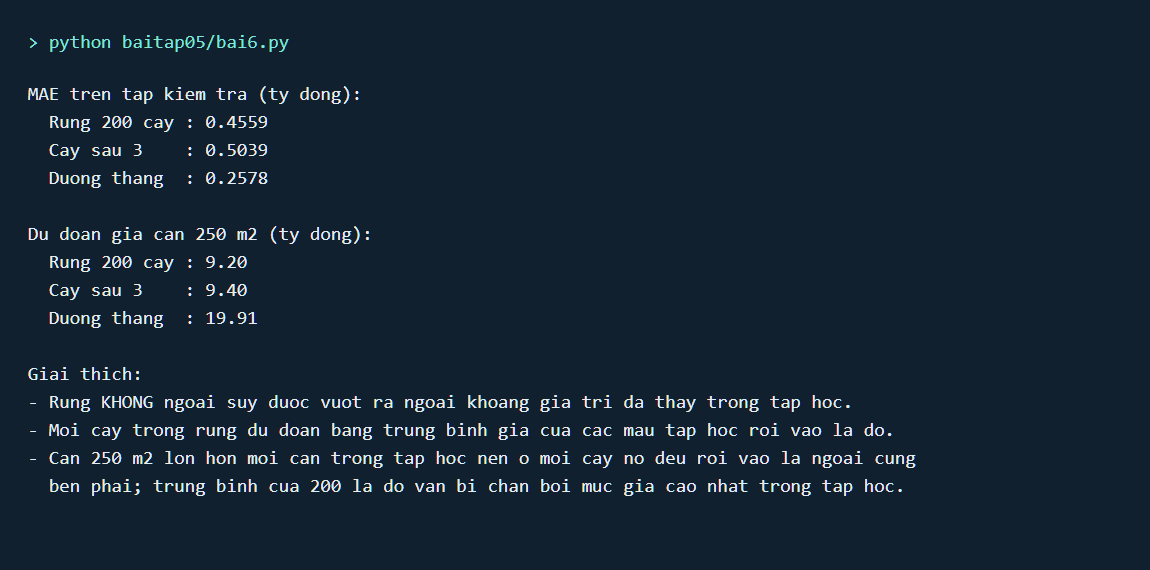 > python baitap05/bai6.py
MAE tren tap kiem tra (ty dong):
Rung 200 cay : 0.4559
Cay sau 3    : 0.5039
Duong thang  : 0.2578
Du doan gia can 250 m2 (ty dong):
Rung 200 cay : 9.20
Cay sau 3    : 9.40
Duong thang  : 19.91
Giai thich:
- Rung KHONG ngoai suy duoc vuot ra ngoai khoang gia tri da thay trong tap hoc.
- Moi cay trong rung du doan bang trung binh gia cua cac mau tap hoc roi vao la do.
- Can 250 m2 lon hon moi can trong tap hoc nen o moi cay no deu roi vao la ngoai cung
ben phai; trung binh cua 200 la do van bi chan boi muc gia cao nhat trong tap hoc.